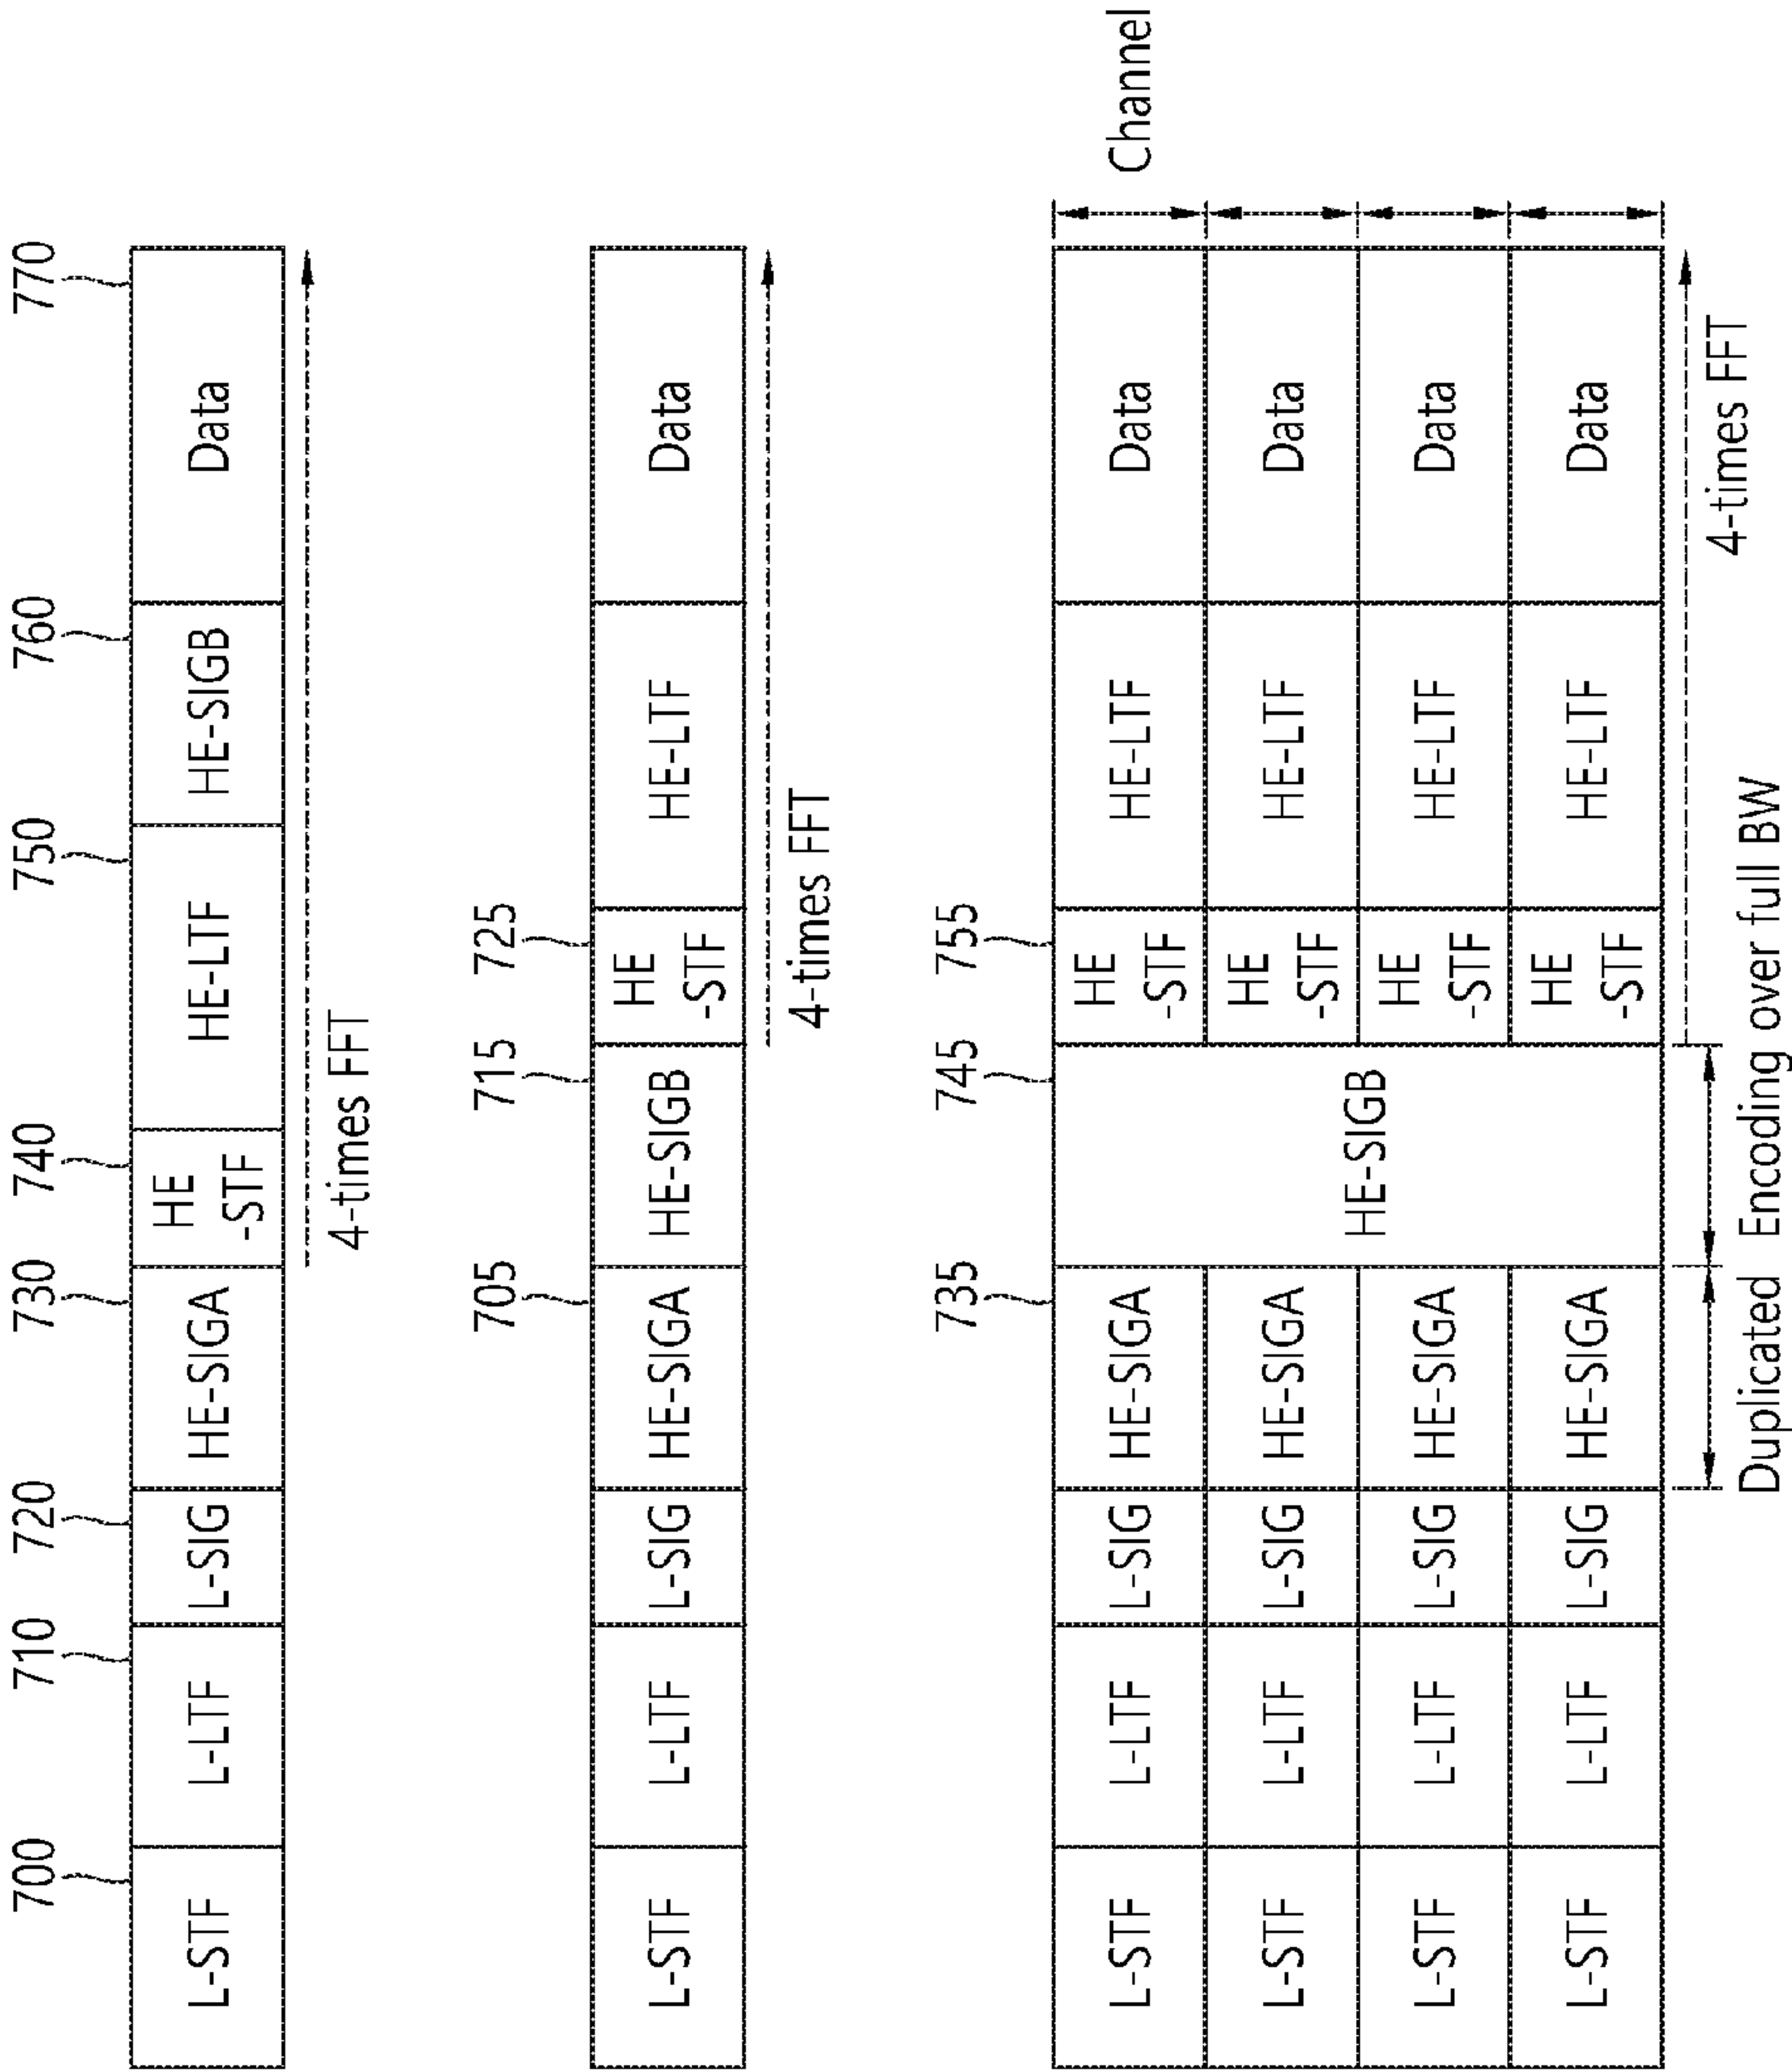 700
710
720
730
740
750
760
770
L-STF
L-LTF
L-SIG
HE-SIGA
HE
-STF
HE-LTF
HE-SIGB
Data
4-times FFT
705
715
725
L-STF
L-LTF
L-SIG
HE-SIGA
HE-SIGB
HE
-STF
HE-LTF
Data
4-times FFT
735
745
755
L-STF
L-LTF
L-SIG
HE-SIGA
HE-SIGB
HE
-STF
HE-LTF
Data
Channel
L-STF
L-LTF
L-SIG
HE-SIGA
HE
-STF
HE-LTF
Data
L-STF
L-LTF
L-SIG
HE-SIGA
HE
-STF
HE-LTF
Data
L-STF
L-LTF
L-SIG
HE-SIGA
HE
-STF
HE-LTF
Data
4-times FFT
Duplicated
Encoding over full BW